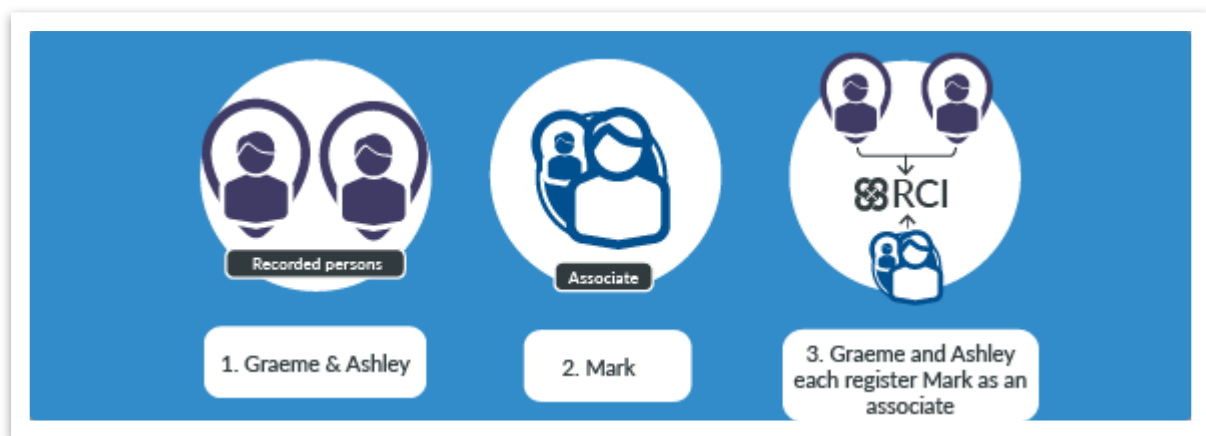 Recorded persons
Associate
RCI
1. Graeme & Ashley
2. Mark
3. Graeme and Ashley
each register Mark as an
associate